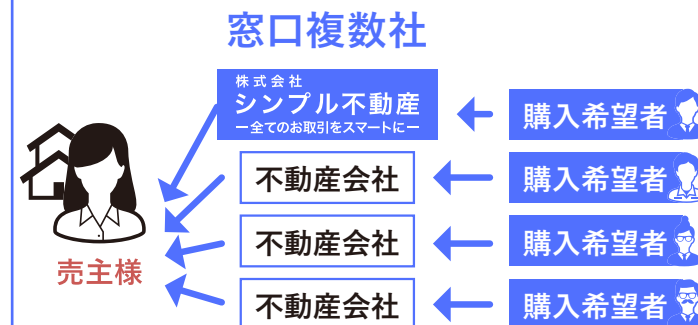 窓口複数社
株式会社
シンプル不動産
ー全てのお取引をスマートにー
購入希望者
不動産会社
購入希望者
不動産会社
購入希望者
売主様
不動産会社
購入希望者